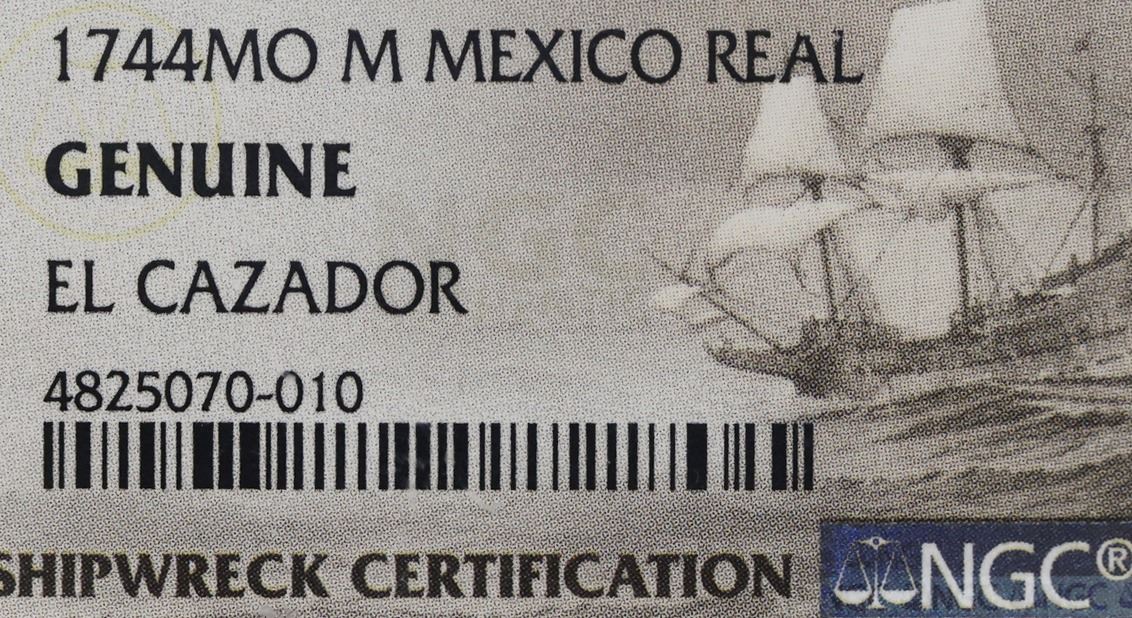 1744MO M MEXICO REAL
GENUINE
EL CAZADOR
4825070-010
SHIPWRECK CERTIFICATION
NGC®